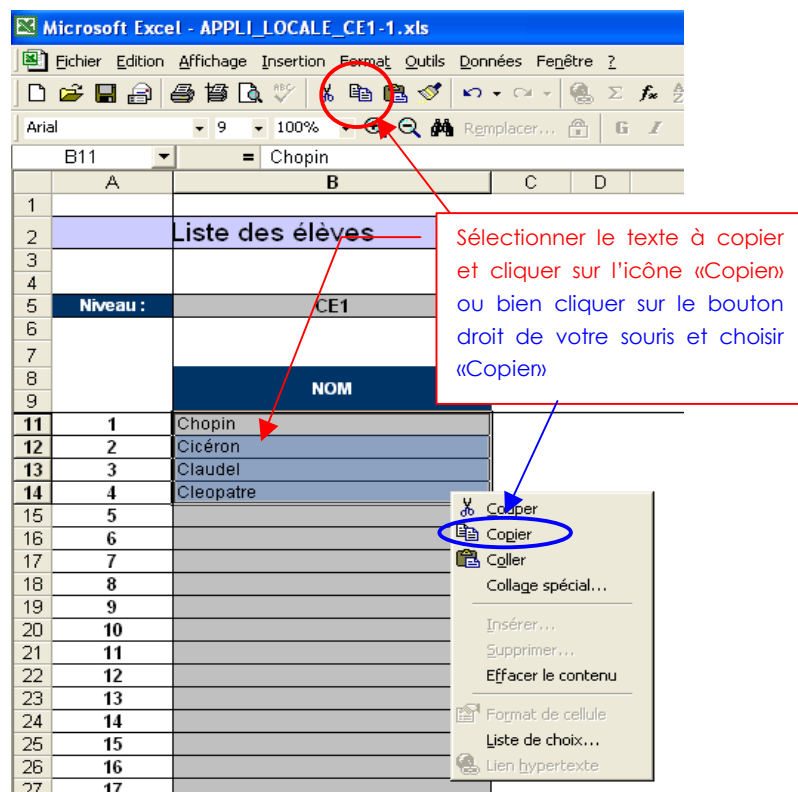 Microsoft Excel - APPLI_LOCALE_CE1-1.xls
Fichier Edition Affichage Insertion Format Outils Données Fenêtre ?
Arial 9 100% Remplacer... G I
B11 = Chopin
A B C D
1
2 Liste des élèves
3
4
5 Niveau : CE1
6
7
8
NOM
9
11 1 Chopin
12 2 Cicéron
13 3 Claudel
14 4 Cleopatre
15 5
16 6
17 7
18 8
19 9
20 10
21 11
22 12
23 13
24 14
25 15
26 16
27 17
Sélectionner le texte à copier
et cliquer sur l'icône «Copier»
ou bien cliquer sur le bouton
droit de votre souris et choisir
«Copier»
Couper
Copier
Coller
Collage spécial...
Insérer...
Supprimer...
Effacer le contenu
Format de cellule
Liste de choix...
Lien hypertexte